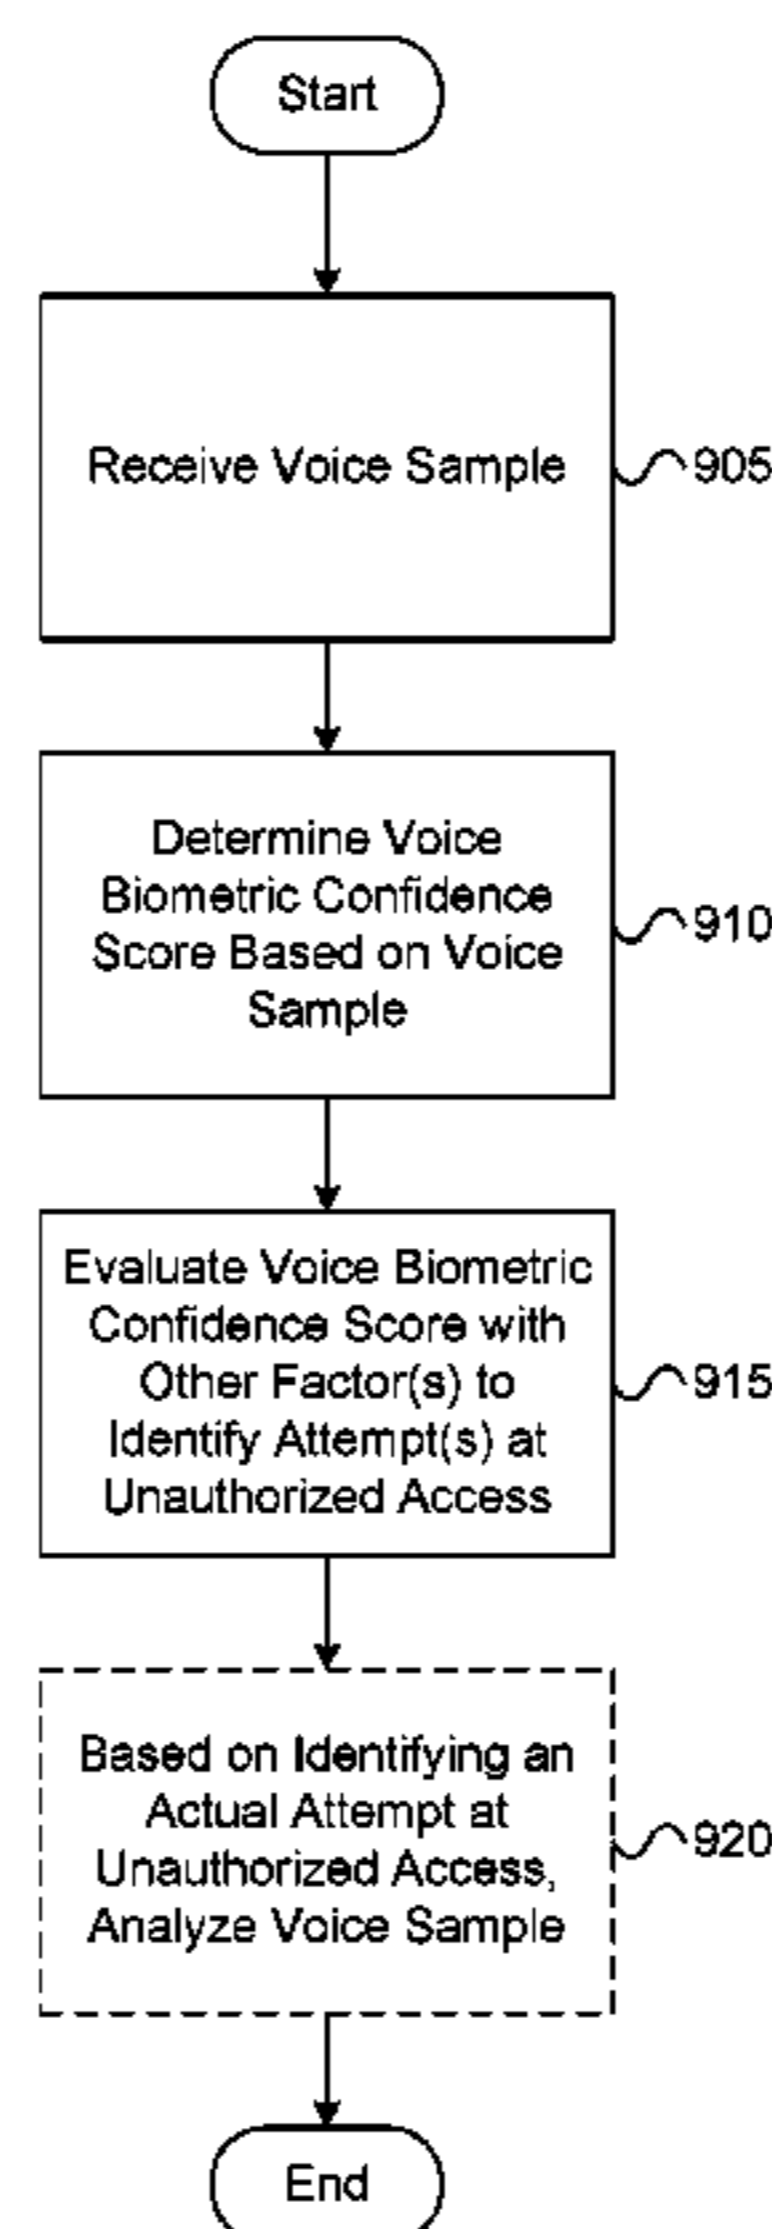 Start
Receive Voice Sample
905
Determine Voice
Biometric Confidence
Score Based on Voice
Sample
910
Evaluate Voice Biometric
Confidence Score with
Other Factor(s) to
Identify Attempt(s) at
Unauthorized Access
915
Based on Identifying an
Actual Attempt at
Unauthorized Access,
Analyze Voice Sample
920
End